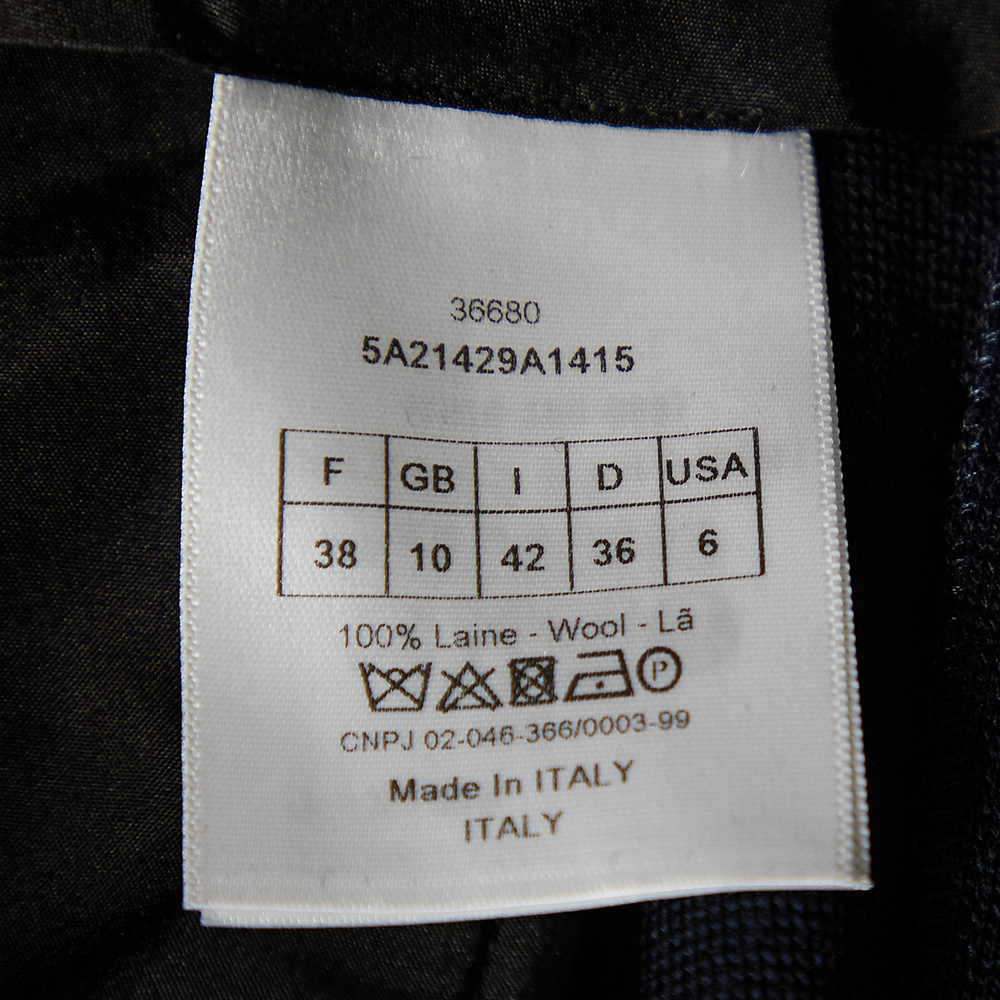 36680
5A21429A1415
F GB I D USA
38 10 42 36 6
100% Laine - Wool - Lã
P
CNPJ 02-046-366/0003-99
Made In ITALY
ITALY